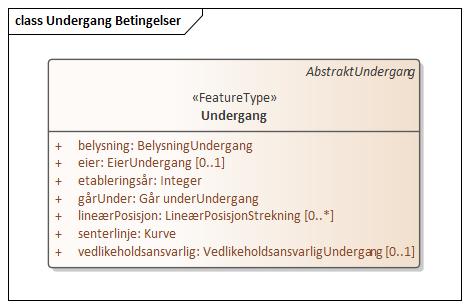 class Undergang Betingelser
AbstraktUndergang
«FeatureType»
Undergang
+ belysning: BelysningUndergang
+ eier: EierUndergang [0..1]
+ etableringsår: Integer
+ gårUnder: Går underUndergang
+ lineærPosisjon: LineærPosisjonStrekning [0..*]
+ senterlinje: Kurve
+ vedlikeholdsansvarlig: VedlikeholdsansvarligUndergang [0..1]